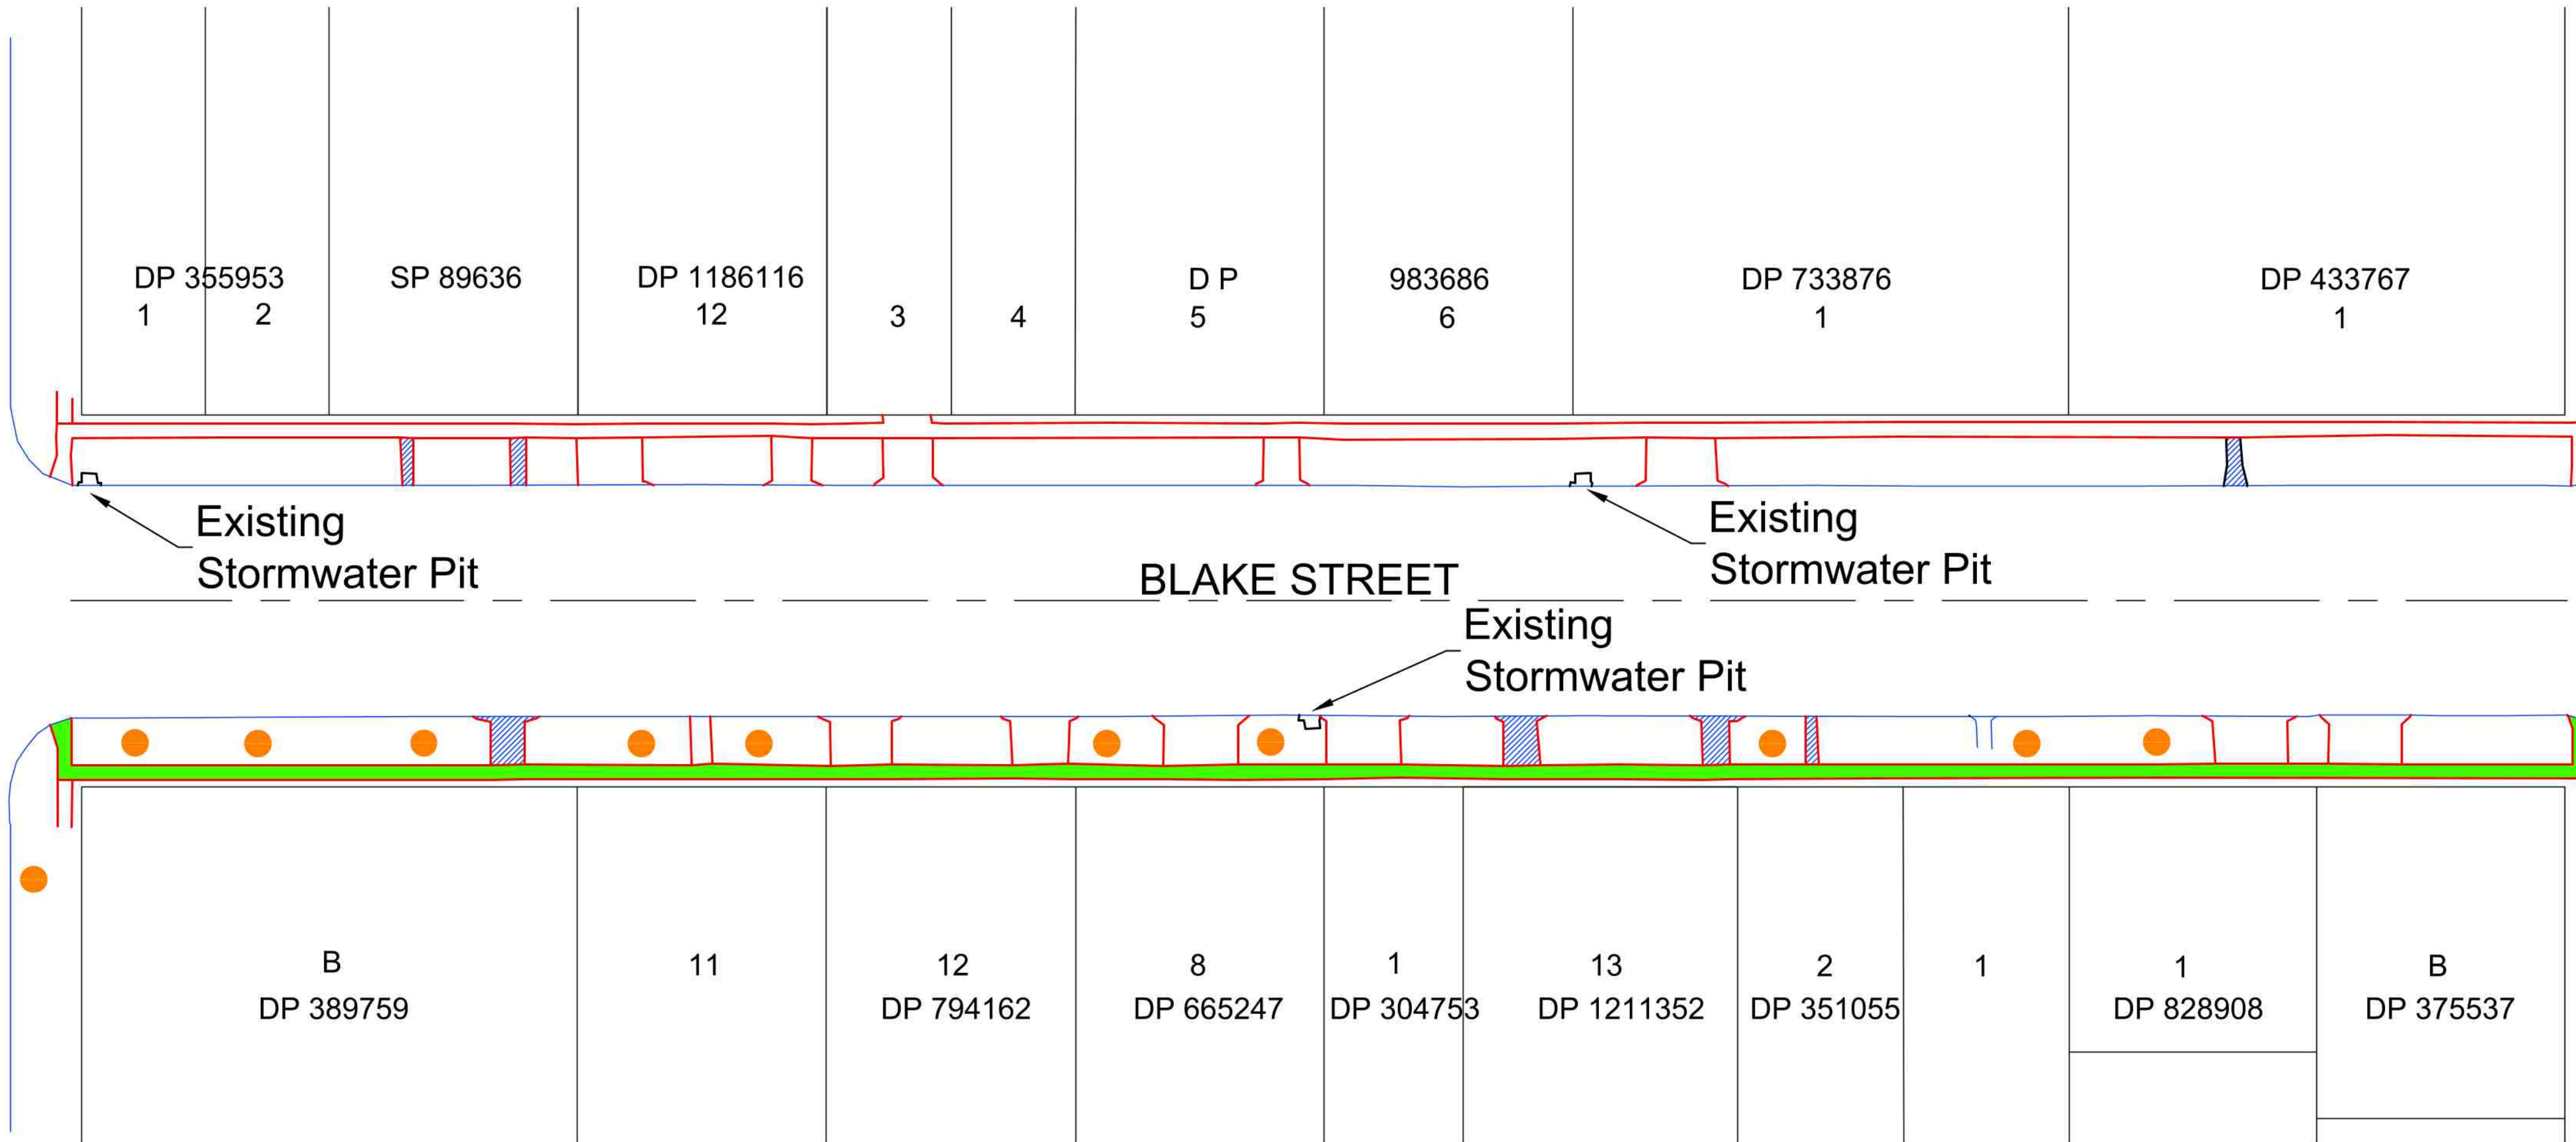 DP 355953
SP 89636
DP 1186116
D P
983686
DP 733876
DP 433767
1
2
12
3
4
5
6
1
1
Existing
Stormwater Pit
Existing
Stormwater Pit
BLAKE STREET
Existing
Stormwater Pit
B
11
12
8
1
13
2
1
1
B
DP 389759
DP 794162
DP 665247
DP 304753
DP 1211352
DP 351055
DP 828908
DP 375537